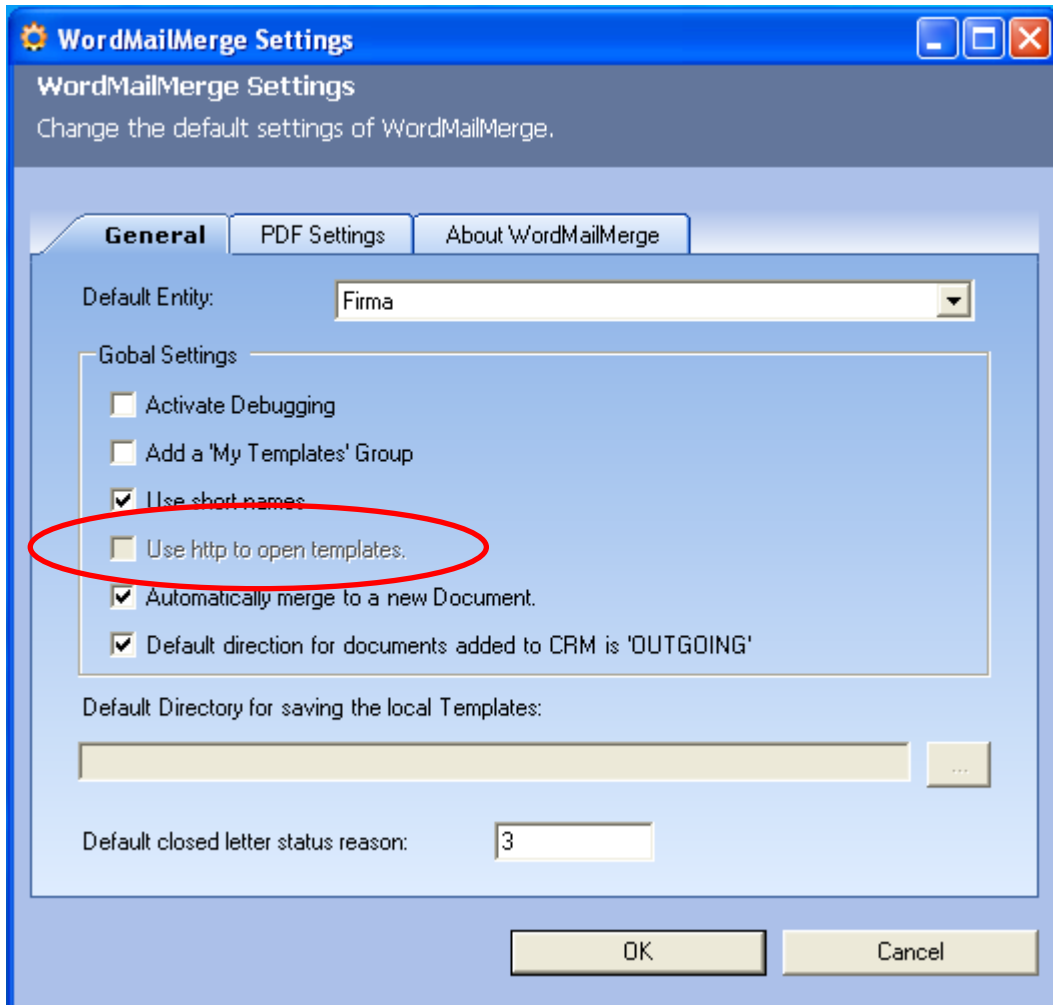 WordMailMerge Settings
WordMailMerge Settings
Change the default settings of WordMailMerge.
General PDF Settings About WordMailMerge
Default Entity: Firma
Gobal Settings
Activate Debugging
Add a 'My Templates' Group
Use short names
Use http to open templates.
Automatically merge to a new Document.
Default direction for documents added to CRM is 'OUTGOING'
Default Directory for saving the local Templates:
...
Default closed letter status reason: 3
OK Cancel